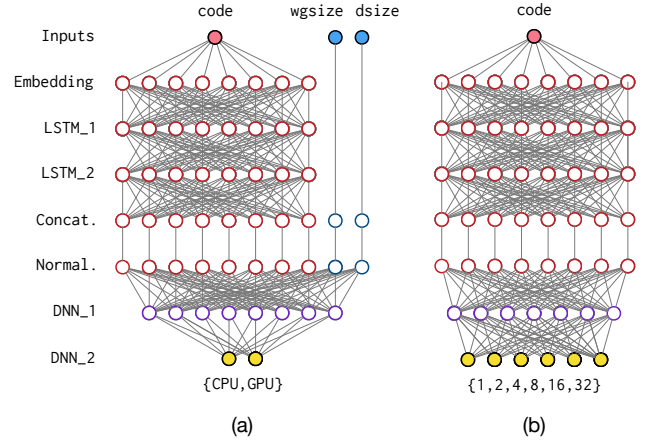 code wgsize dsize code
Inputs
Embedding
LSTM_1
LSTM_2
Concat.
Normal.
DNN_1
DNN_2
{CPU,GPU} {1,2,4,8,16,32}
(a) (b)